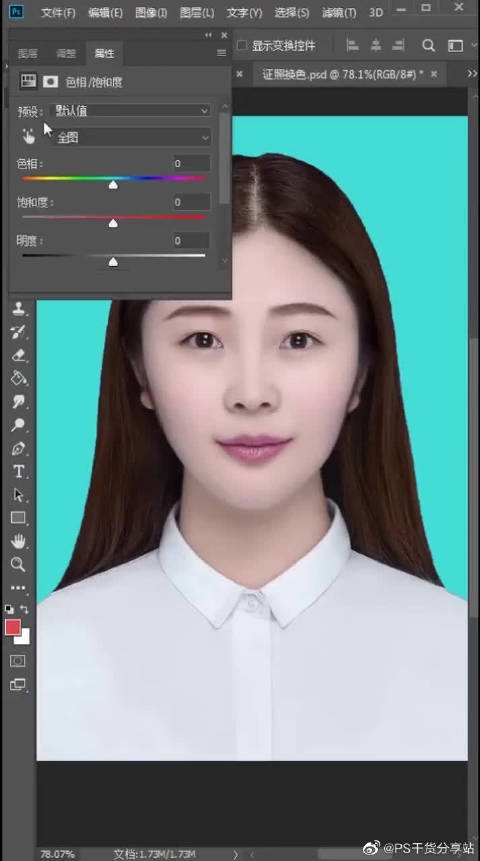 Ps 文件(F) 编辑(E) 图像(I) 图层(L) 文字(Y) 选择(S) 滤镜(T) 3D
图层 调整 属性
显示变换控件
色相/饱和度
证照换色.psd @ 78.1%(RGB/8#) *
预设: 默认值
全图
色相: 0
饱和度: 0
明度: 0
78.07% 文档:1.73M/1.73M
@PS干货分享站